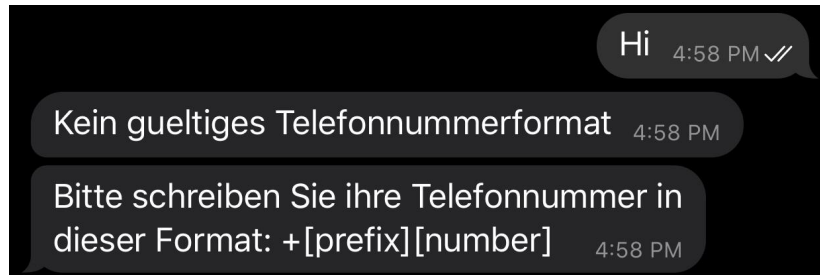 Hi 4:58 PM
Kein gueltiges Telefonnummerformat 4:58 PM
Bitte schreiben Sie ihre Telefonnummer in
dieser Format: +[prefix][number] 4:58 PM